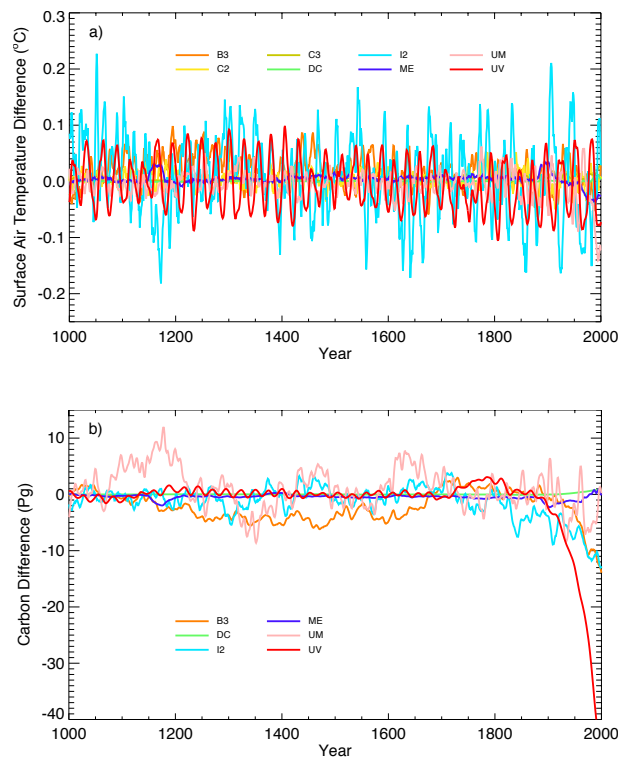 a)
B3 C3 I2 UM
C2 DC ME UV
0.3
0.2
0.1
0.0
-0.1
-0.2
Surface Air Temperature Difference (°C)
1000 1200 1400 1600 1800 2000
Year
b)
10
0
-10
-20
-30
-40
Carbon Difference (Pg)
B3 ME
DC UM
I2 UV
1000 1200 1400 1600 1800 2000
Year